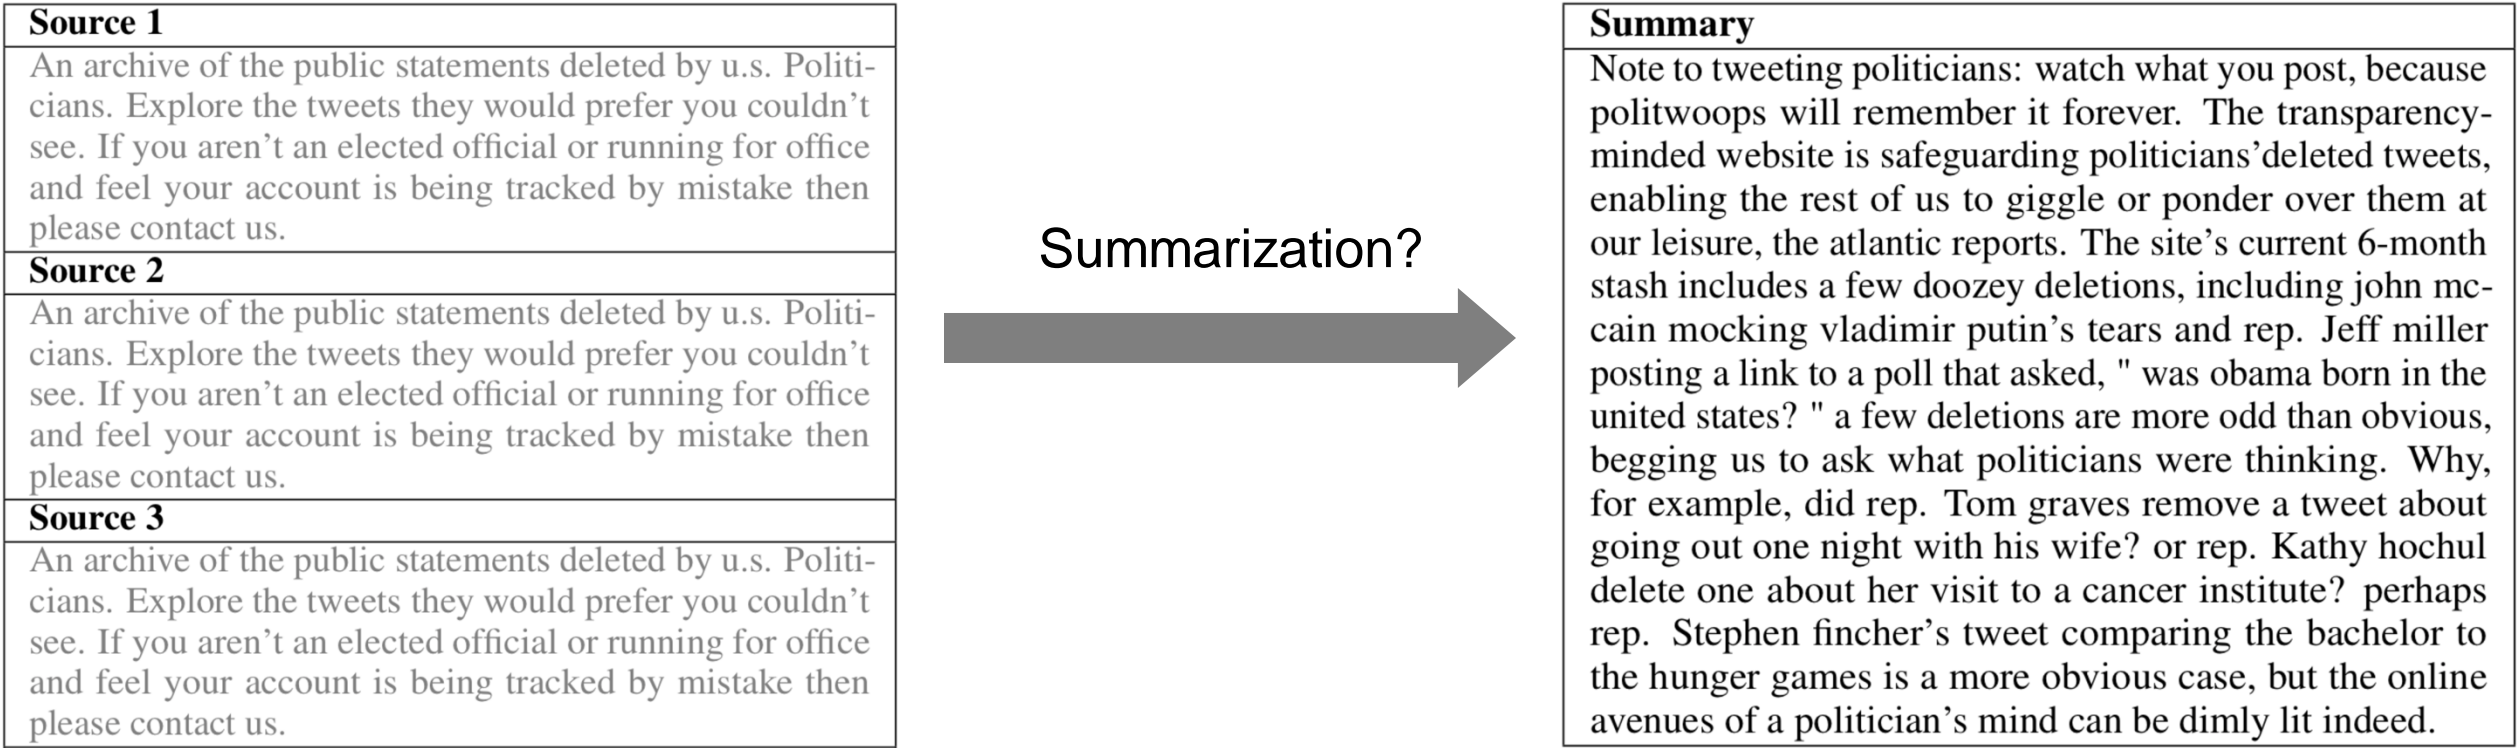 Source 1
An archive of the public statements deleted by u.s. Politi-
cians. Explore the tweets they would prefer you couldn't
see. If you aren't an elected official or running for office
and feel your account is being tracked by mistake then
please contact us.
Source 2
An archive of the public statements deleted by u.s. Politi-
cians. Explore the tweets they would prefer you couldn't
see. If you aren't an elected official or running for office
and feel your account is being tracked by mistake then
please contact us.
Source 3
An archive of the public statements deleted by u.s. Politi-
cians. Explore the tweets they would prefer you couldn't
see. If you aren't an elected official or running for office
and feel your account is being tracked by mistake then
please contact us.
Summarization?
Summary
Note to tweeting politicians: watch what you post, because
politwoops will remember it forever. The transparency-
minded website is safeguarding politicians'deleted tweets,
enabling the rest of us to giggle or ponder over them at
our leisure, the atlantic reports. The site's current 6-month
stash includes a few doozey deletions, including john mc-
cain mocking vladimir putin's tears and rep. Jeff miller
posting a link to a poll that asked, " was obama born in the
united states? " a few deletions are more odd than obvious,
begging us to ask what politicians were thinking. Why,
for example, did rep. Tom graves remove a tweet about
going out one night with his wife? or rep. Kathy hochul
delete one about her visit to a cancer institute? perhaps
rep. Stephen fincher's tweet comparing the bachelor to
the hunger games is a more obvious case, but the online
avenues of a politician's mind can be dimly lit indeed.